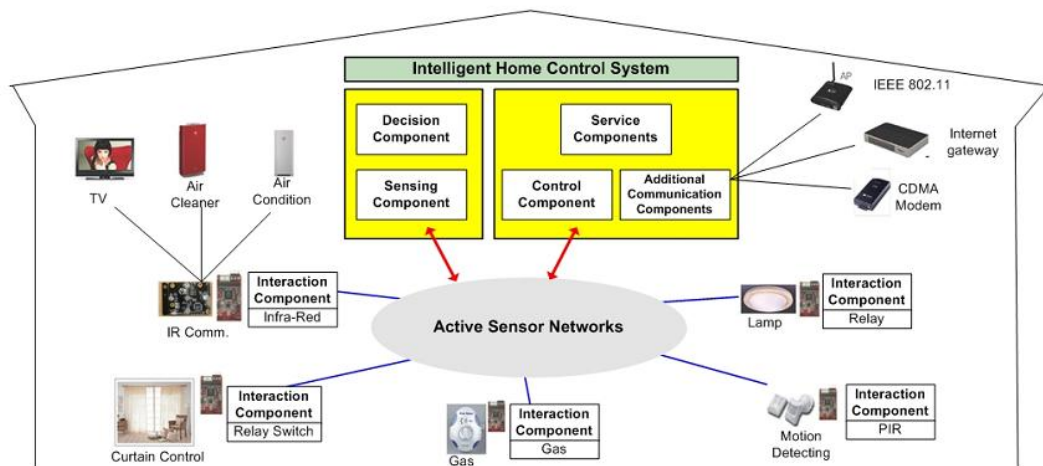 Intelligent Home Control System
Decision
Component
Sensing
Component
Service
Components
Control
Component
Additional
Communication
Components
AP
IEEE 802.11
Internet
gateway
CDMA
Modem
TV
Air
Cleaner
Air
Condition
IR Comm.
Interaction
Component
Infra-Red
Active Sensor Networks
Lamp
Interaction
Component
Relay
Curtain Control
Interaction
Component
Relay Switch
Gas
Interaction
Component
Gas
Motion
Detecting
Interaction
Component
PIR